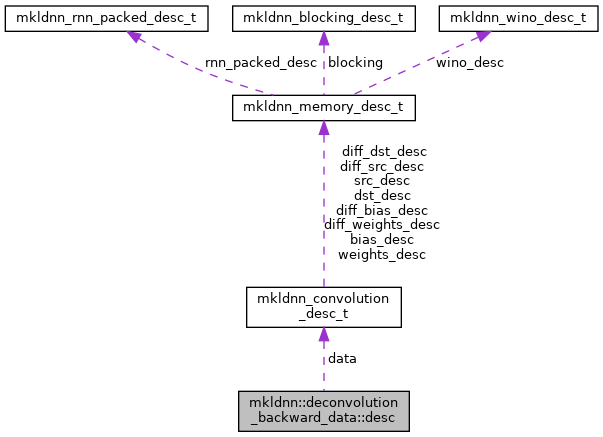 mkldnn_rnn_packed_desc_t
mkldnn_blocking_desc_t
mkldnn_wino_desc_t
rnn_packed_desc
blocking
wino_desc
mkldnn_memory_desc_t
diff_dst_desc
diff_src_desc
src_desc
dst_desc
diff_bias_desc
diff_weights_desc
bias_desc
weights_desc
mkldnn_convolution
_desc_t
data
mkldnn::deconvolution
_backward_data::desc